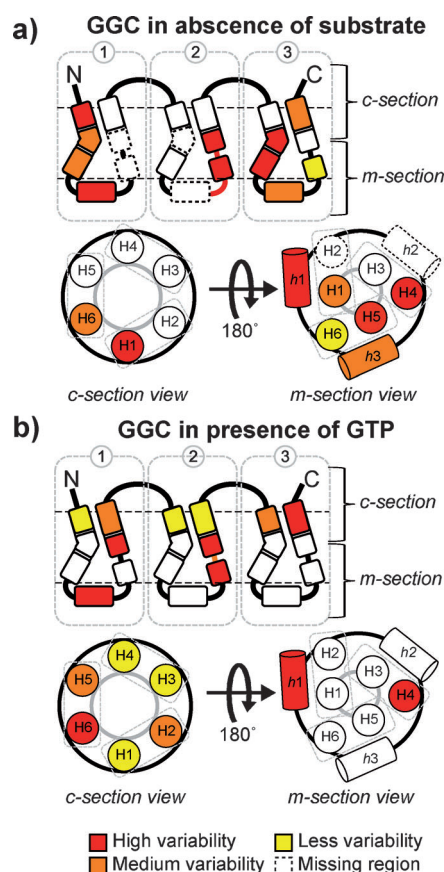 a) GGC in abscence of substrate
1 2 3
N C
c-section
m-section
H4
H5 H3
H6 H2
H1
180°
h1 H2 h2
H3
H1 H4
H5
H6
h3
c-section view m-section view
b) GGC in presence of GTP
1 2 3
N C
c-section
m-section
H4
H5 H3
H6 H2
H1
180°
h1 H2 h2
H3
H1 H4
H5
H6
h3
c-section view m-section view
High variability Less variability
Medium variability Missing region